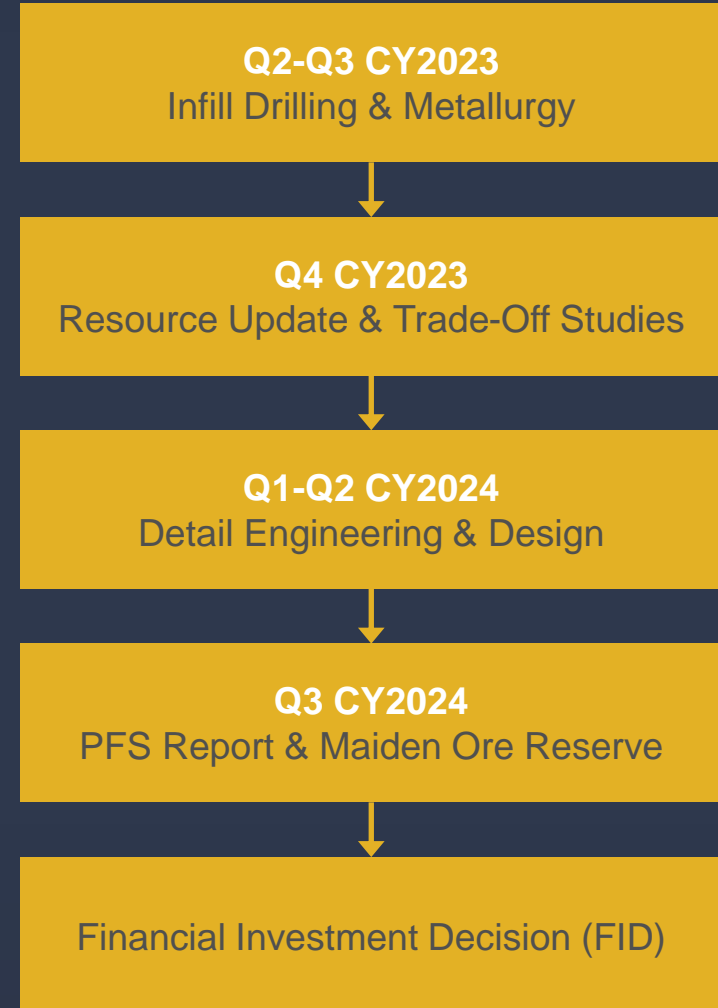 Q2-Q3 CY2023
Infill Drilling & Metallurgy
Q4 CY2023
Resource Update & Trade-Off Studies
Q1-Q2 CY2024
Detail Engineering & Design
Q3 CY2024
PFS Report & Maiden Ore Reserve
Financial Investment Decision (FID)